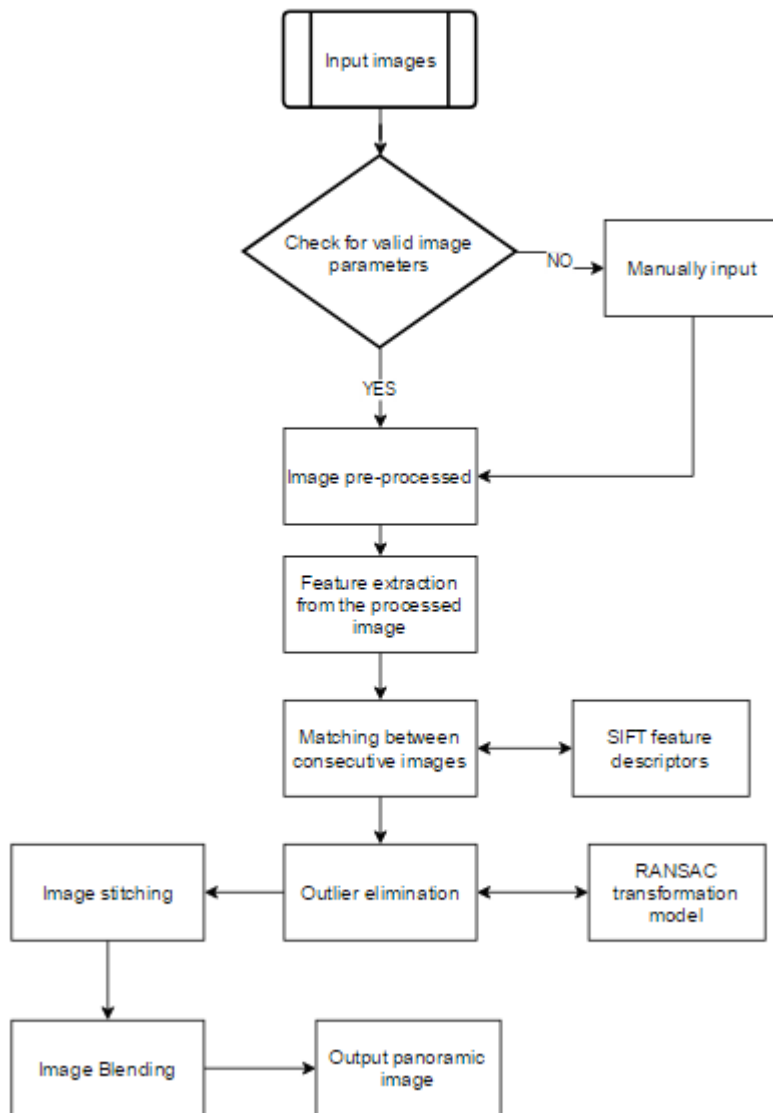 Input images
Check for valid image
parameters
NO
Manually input
YES
Image pre-processed
Feature extraction
from the processed
image
Matching between
consecutive images
SIFT feature
descriptors
Image stitching
Outlier elimination
RANSAC
transformation
model
Image Blending
Output panoramic
image